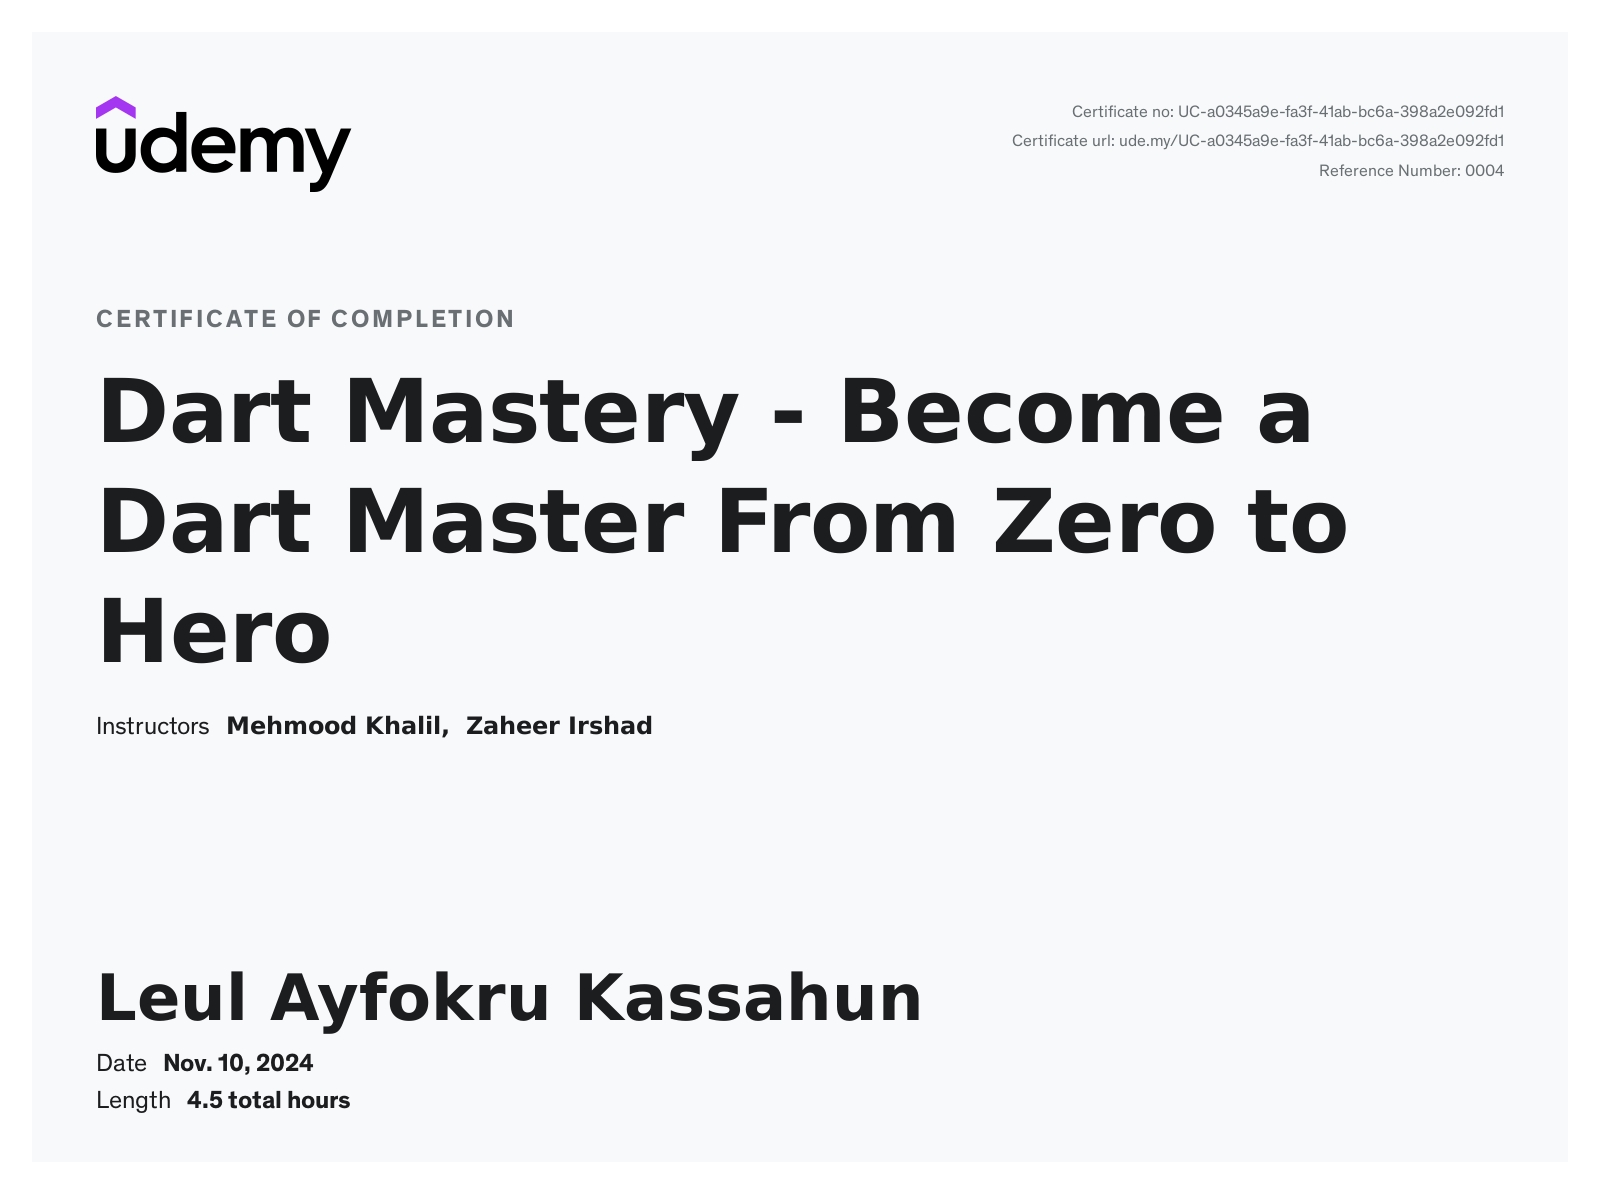 udemy
Certificate no: UC-a0345a9e-fa3f-41ab-bc6a-398a2e092fd1
Certificate url: ude.my/UC-a0345a9e-fa3f-41ab-bc6a-398a2e092fd1
Reference Number: 0004
CERTIFICATE OF COMPLETION
Dart Mastery - Become a
Dart Master From Zero to
Hero
Instructors Mehmood Khalil, Zaheer Irshad
Leul Ayfokru Kassahun
Date Nov. 10, 2024
Length 4.5 total hours